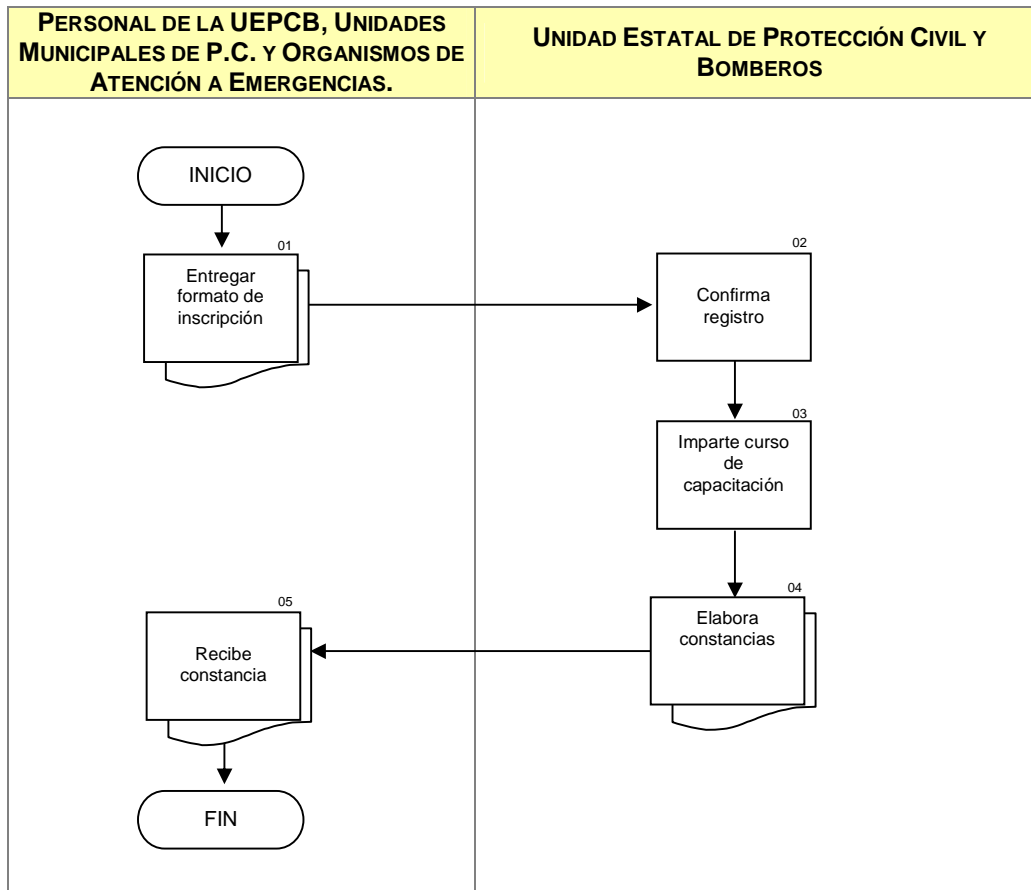 PERSONAL DE LA UEPCB, UNIDADES
MUNICIPALES DE P.C. Y ORGANISMOS DE
ATENCIÓN A EMERGENCIAS.
UNIDAD ESTATAL DE PROTECCIÓN CIVIL Y
BOMBEROS
INICIO
01
Entregar
formato de
inscripción
02
Confirma
registro
03
Imparte curso
de
capacitación
04
Elabora
constancias
05
Recibe
constancia
FIN